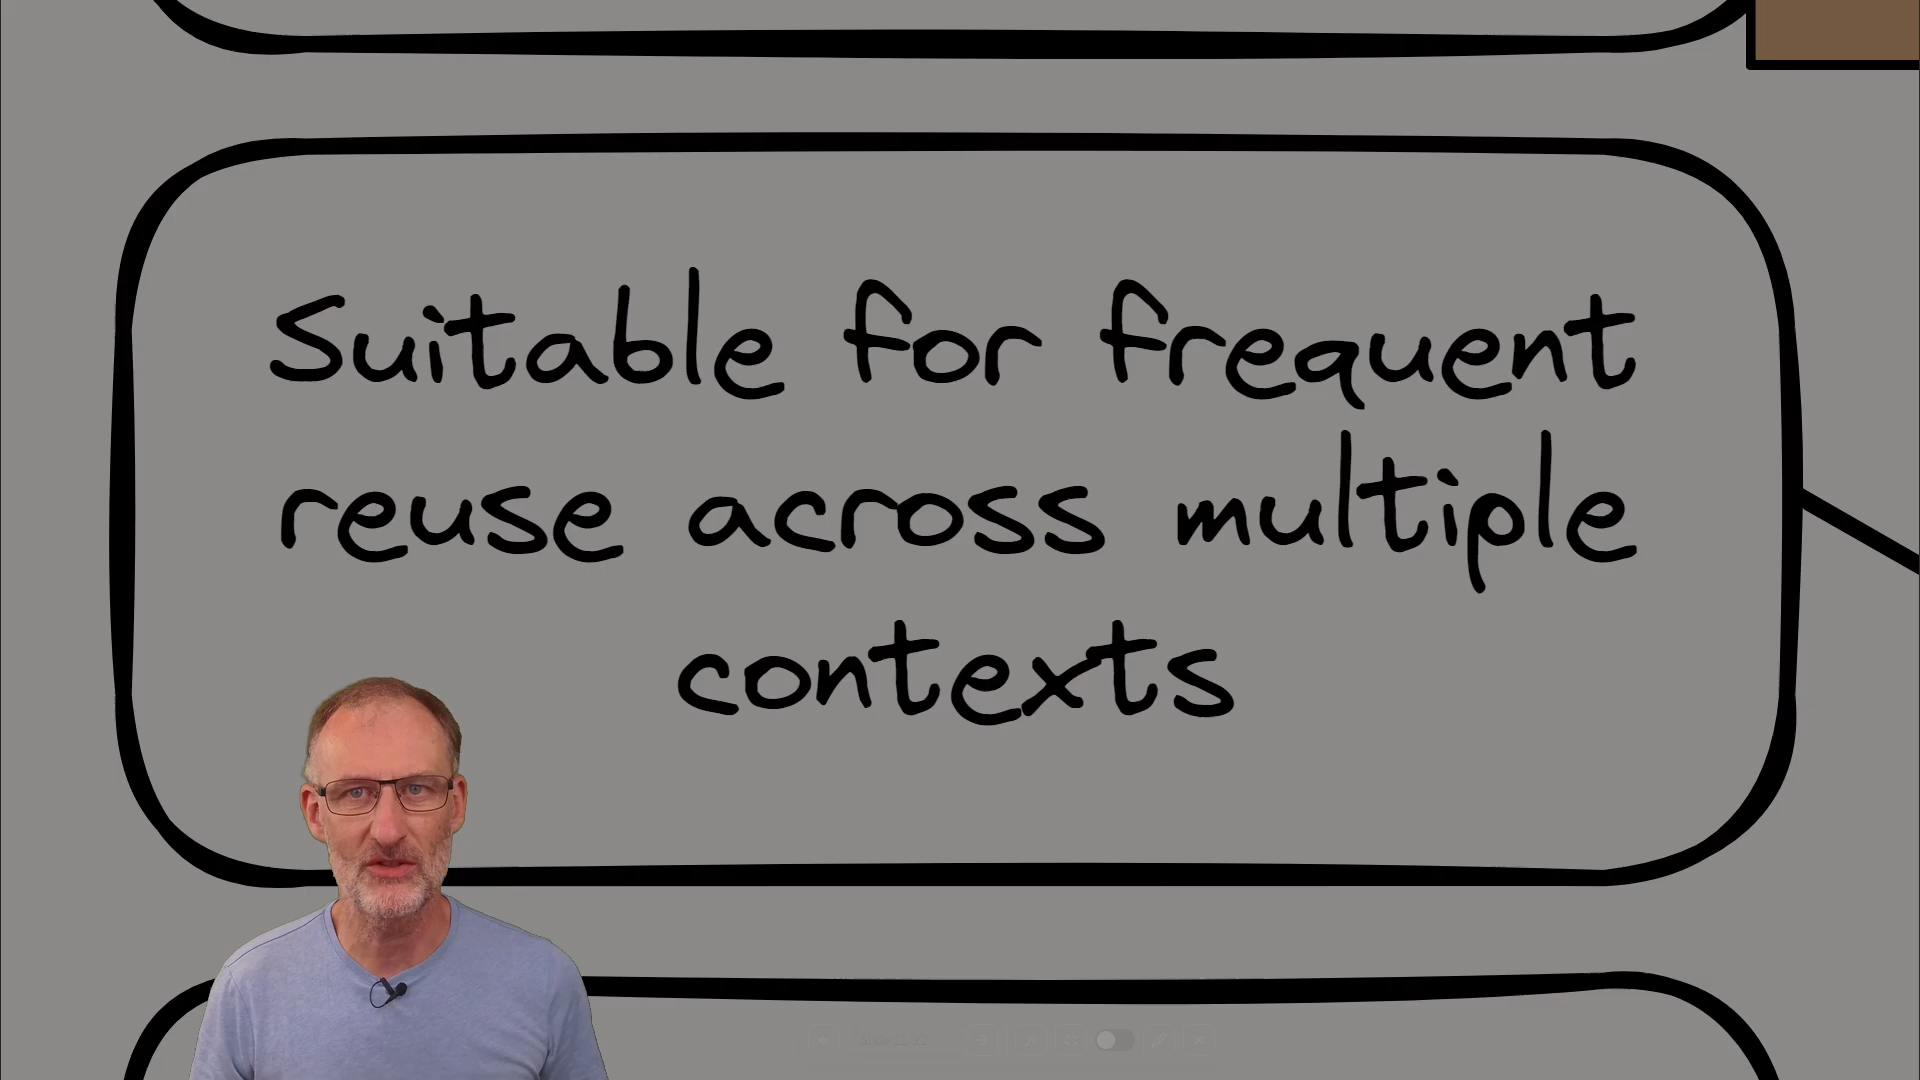 Suitable for frequent
reuse across multiple
contexts